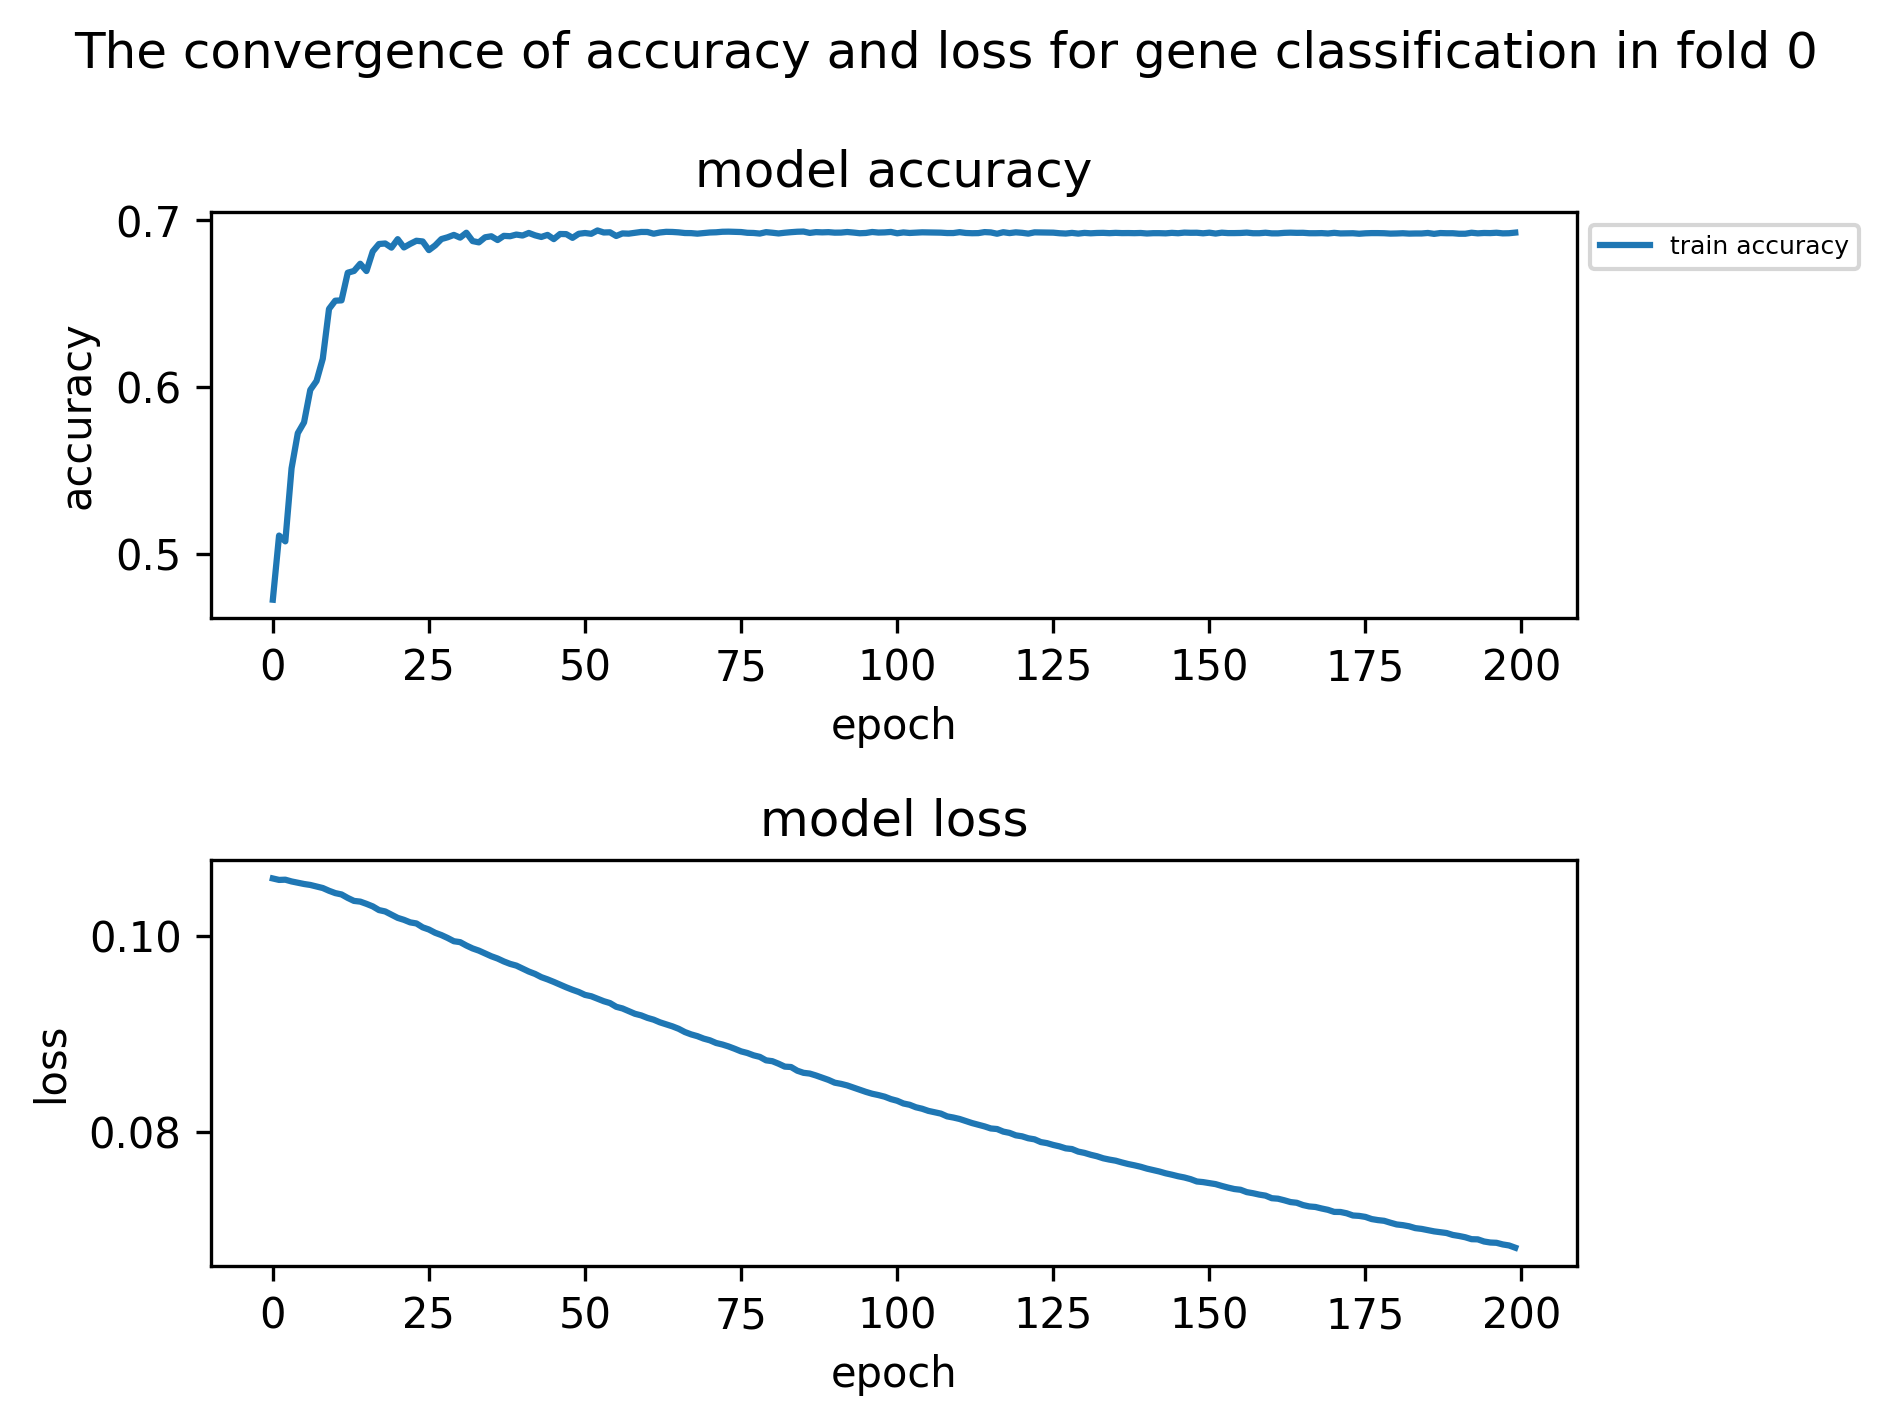 The convergence of accuracy and loss for gene classification in fold 0
model accuracy
0.7
0.6
0.5
accuracy
train accuracy
0 25 50 75 100 125 150 175 200
epoch
model loss
0.10
0.08
loss
0 25 50 75 100 125 150 175 200
epoch